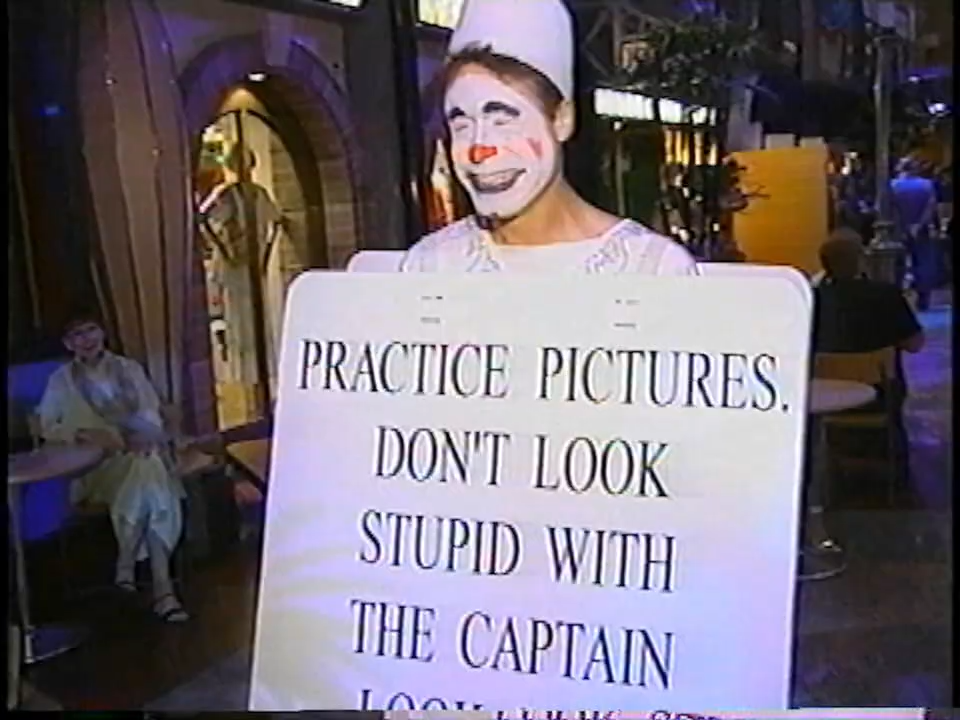 PRACTICE PICTURES.
DON'T LOOK
STUPID WITH
THE CAPTAIN